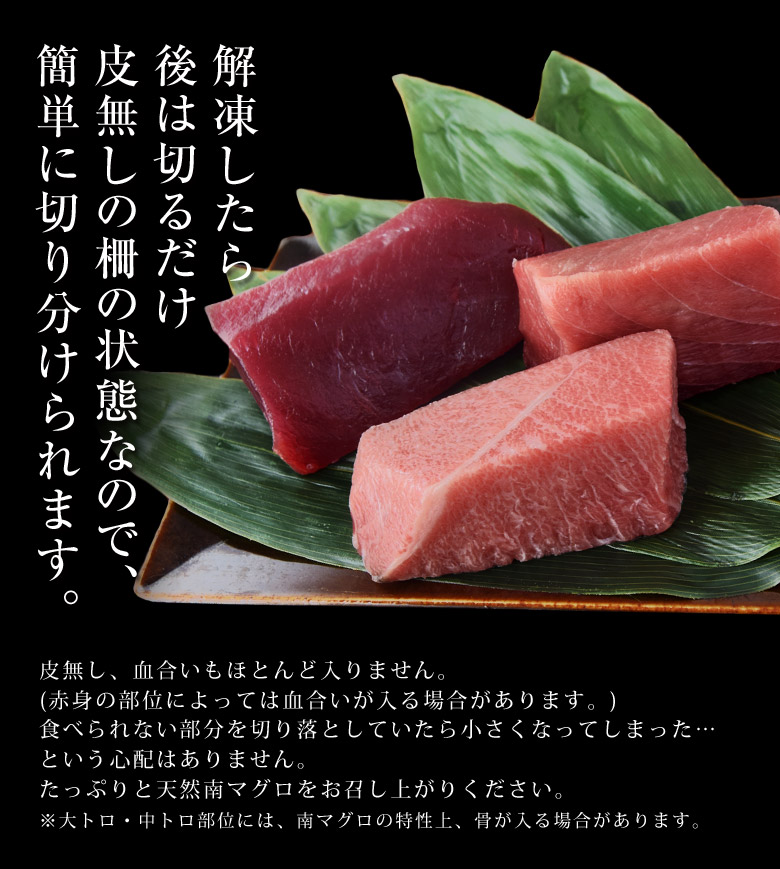 解凍したら
後は切るだけ
皮無しの柵の状態なので、
簡単に切り分けられます。
皮無し、血合いもほとんど入りません。
(赤身の部位によっては血合いが入る場合があります。)
食べられない部分を切り落としていたら小さくなってしまった…
という心配はありません。
たっぷりと天然南マグロをお召し上がりください。
※大トロ・中トロ部位には、南マグロの特性上、骨が入る場合があります。